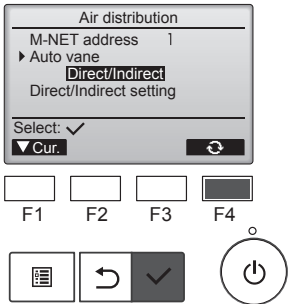 Air distribution
M-NET address 1
Auto vane
Direct/Indirect
Direct/Indirect setting
Select:
Cur.
F1 F2 F3 F4